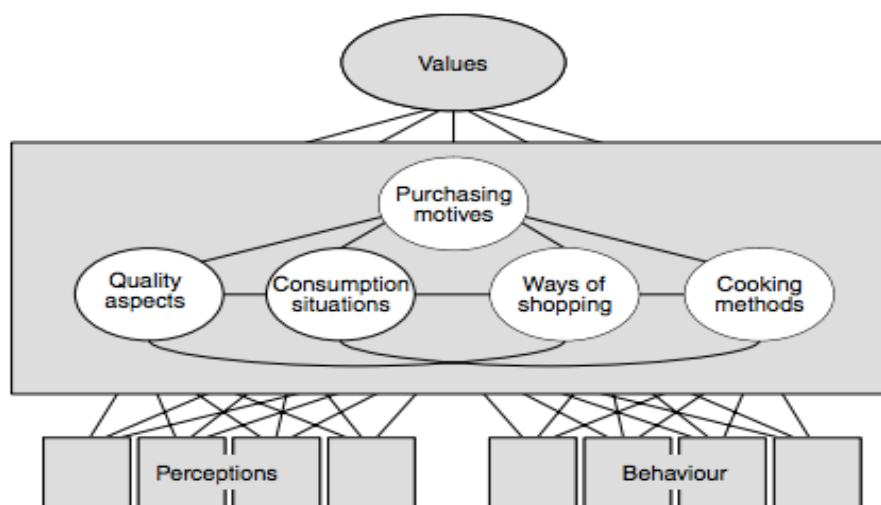 Values
Purchasing
motives
Quality
aspects
Consumption
situations
Ways of
shopping
Cooking
methods
Perceptions
Behaviour